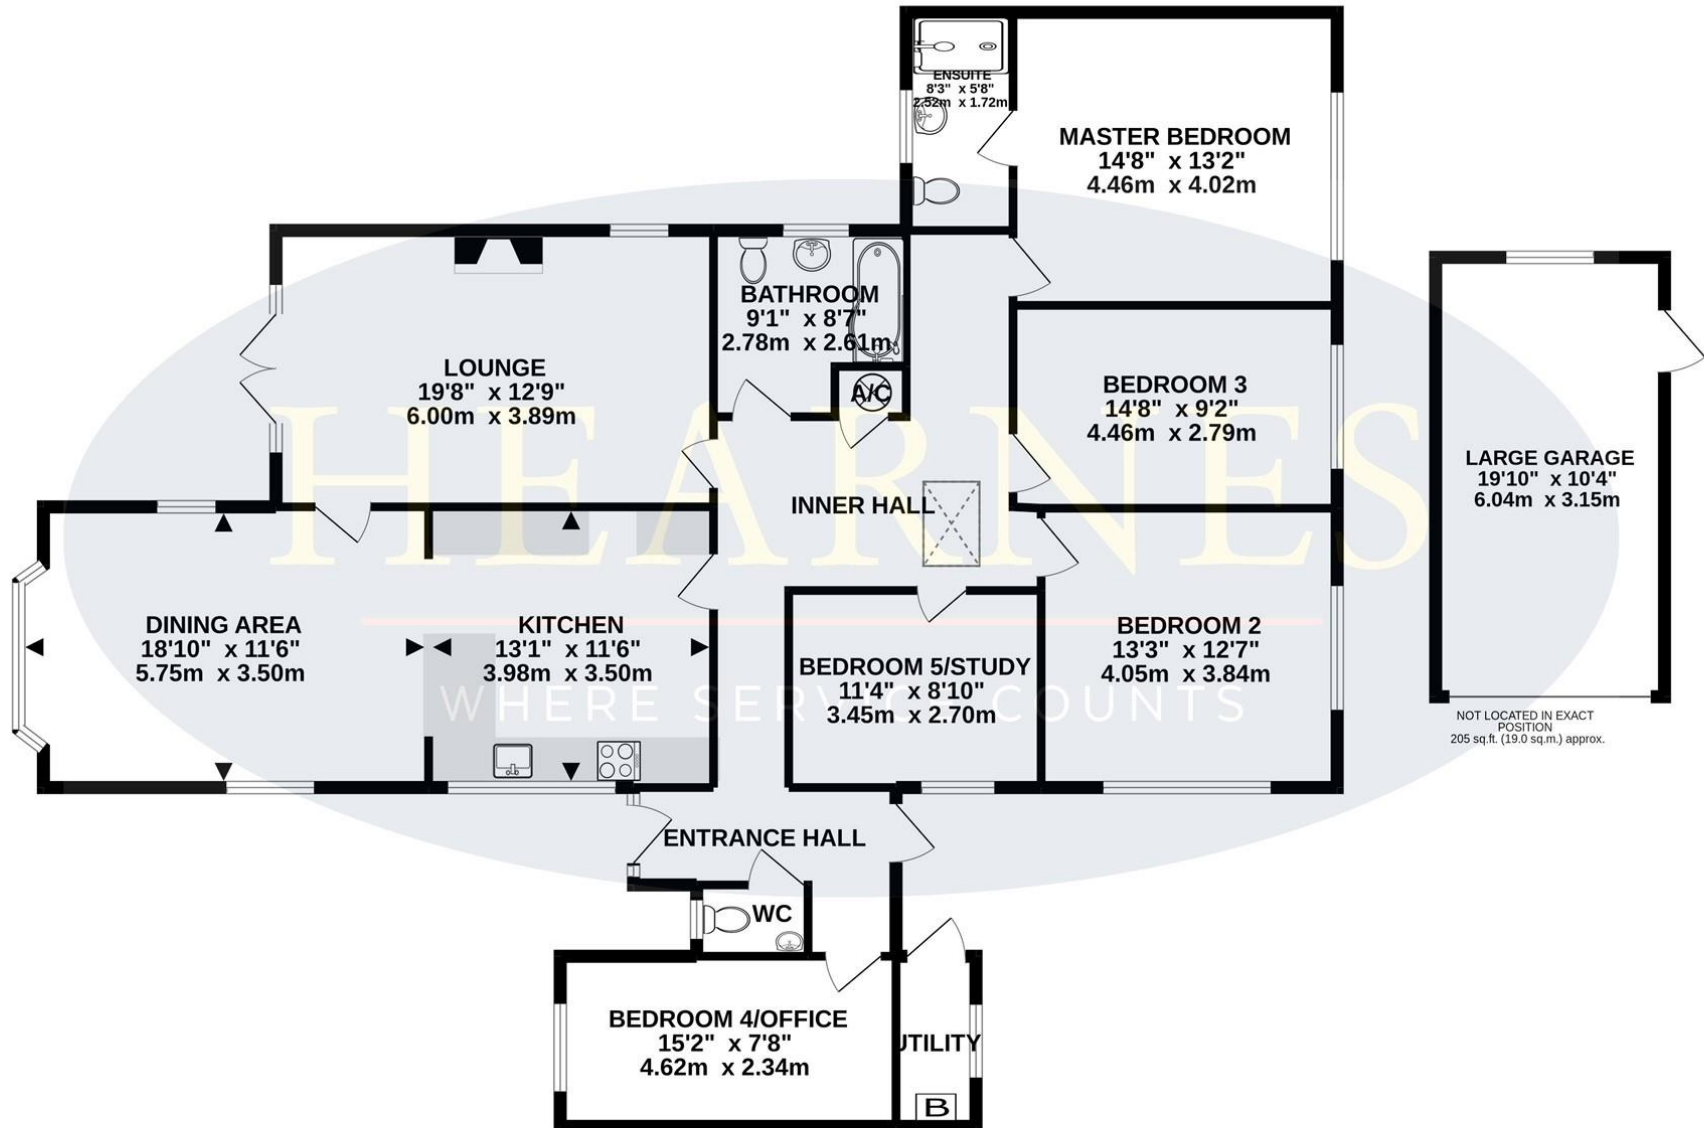 ENSUITE
8'3" x 5'8"
2.52m x 1.72m
MASTER BEDROOM
14'8" x 13'2"
4.46m x 4.02m
LOUNGE
19'8" x 12'9"
6.00m x 3.89m
BATHROOM
9'1" x 8'7"
2.78m x 2.61m
A/C
BEDROOM 3
14'8" x 9'2"
4.46m x 2.79m
LARGE GARAGE
19'10" x 10'4"
6.04m x 3.15m
NOT LOCATED IN EXACT
POSITION
205 sq.ft. (19.0 sq.m.) approx.
HEARNES
WHERE SERVICE COUNTS
INNER HALL
DINING AREA
18'10" x 11'6"
5.75m x 3.50m
KITCHEN
13'1" x 11'6"
3.98m x 3.50m
BEDROOM 5/STUDY
11'4" x 8'10"
3.45m x 2.70m
BEDROOM 2
13'3" x 12'7"
4.05m x 3.84m
ENTRANCE HALL
WC
BEDROOM 4/OFFICE
15'2" x 7'8"
4.62m x 2.34m
UTILITY
B